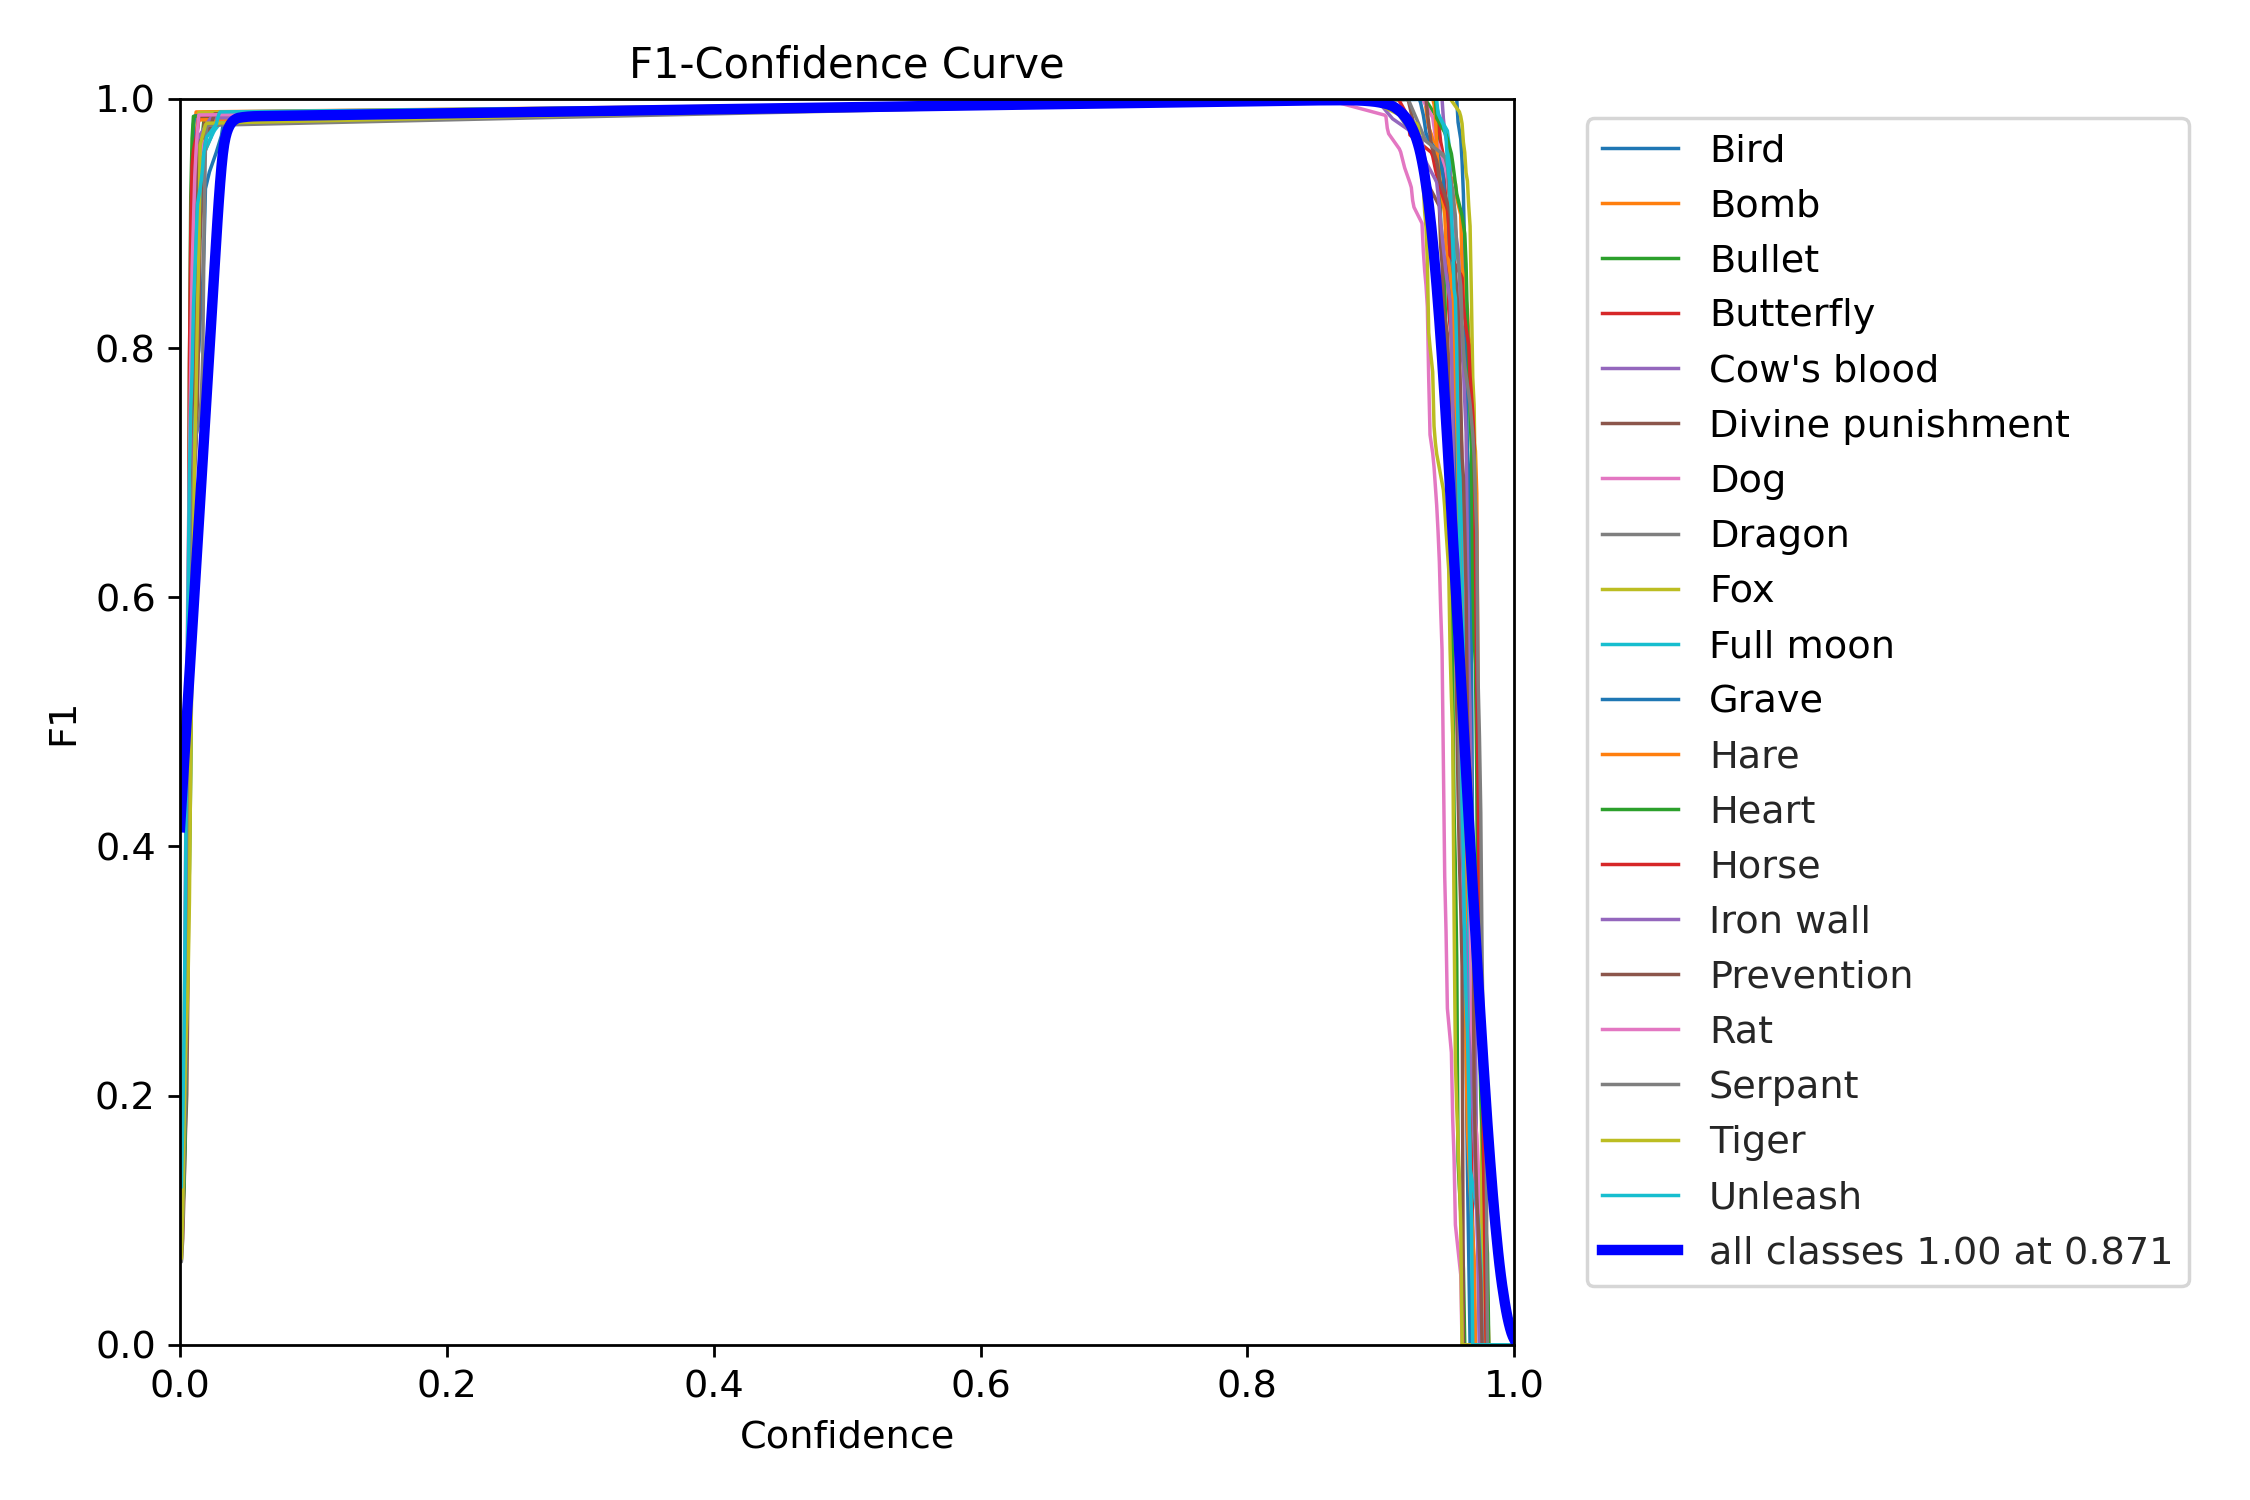 F1-Confidence Curve
1.0
0.8
0.6
0.4
0.2
0.0
F1
0.0 0.2 0.4 0.6 0.8 1.0
Confidence
Bird
Bomb
Bullet
Butterfly
Cow's blood
Divine punishment
Dog
Dragon
Fox
Full moon
Grave
Hare
Heart
Horse
Iron wall
Prevention
Rat
Serpant
Tiger
Unleash
all classes 1.00 at 0.871